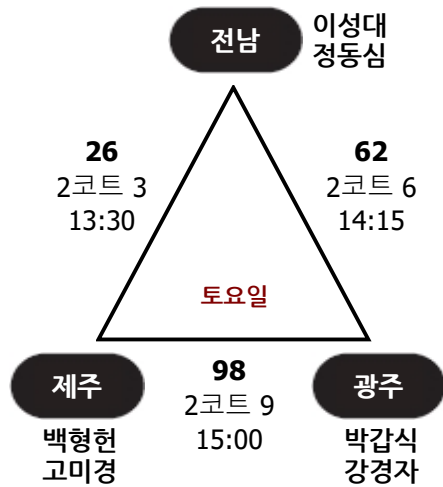 전남
이성대
정동심
26
2코트 3
13:30
62
2코트 6
14:15
토요일
제주
백형헌
고미경
98
2코트 9
15:00
광주
박갑식
강경자